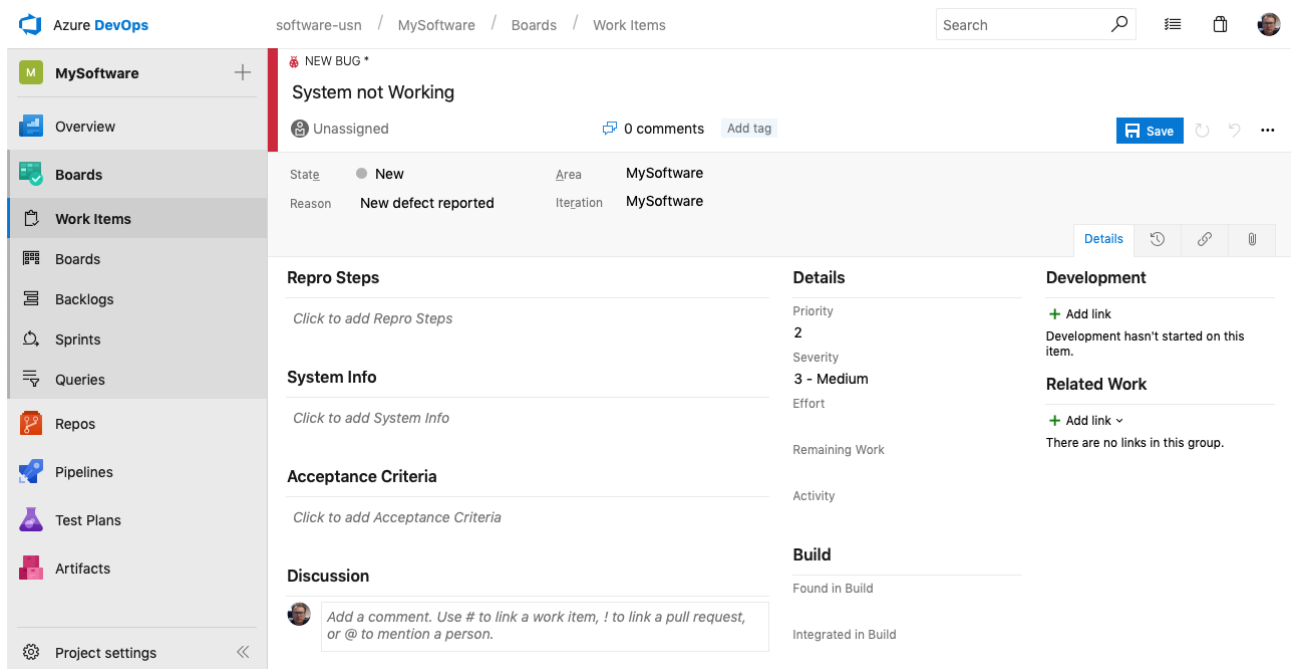 Azure DevOps
software-usn / MySoftware / Boards / Work Items
Search
M MySoftware
Overview
Boards
Work Items
Boards
Backlogs
Sprints
Queries
Repos
Pipelines
Test Plans
Artifacts
Project settings
NEW BUG *
System not Working
Unassigned
0 comments
Add tag
Save
State New
Area MySoftware
Reason New defect reported
Iteration MySoftware
Details
Repro Steps
Click to add Repro Steps
System Info
Click to add System Info
Acceptance Criteria
Click to add Acceptance Criteria
Discussion
Add a comment. Use # to link a work item, ! to link a pull request,
or @ to mention a person.
Details
Priority
2
Severity
3 - Medium
Effort
Remaining Work
Activity
Build
Found in Build
Integrated in Build
Development
+ Add link
Development hasn't started on this
item.
Related Work
+ Add link
There are no links in this group.